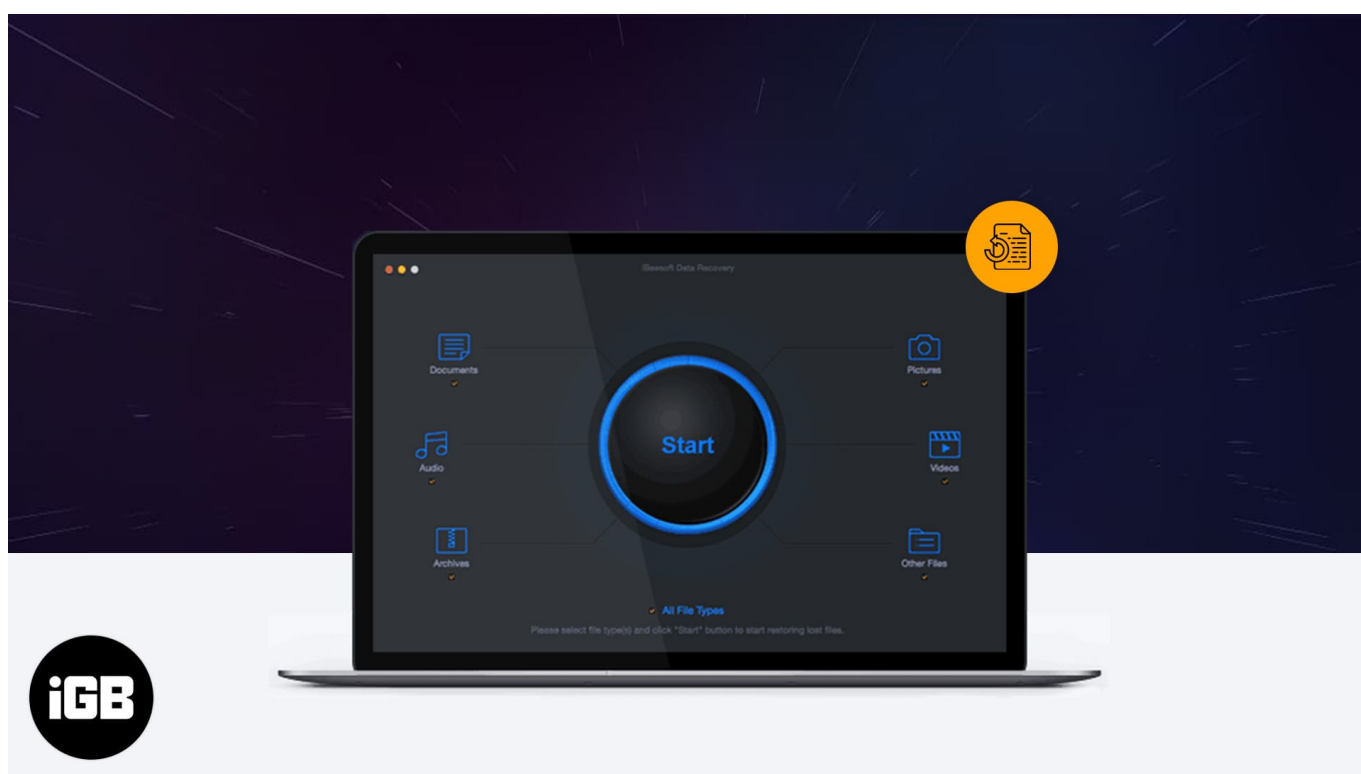 iBeesoft Data Recovery
Documents
Pictures
Start
Audio
Videos
Archives
Other Files
All File Types
Please select file type(s) and click "Start" button to start restoring lost files.
iGB